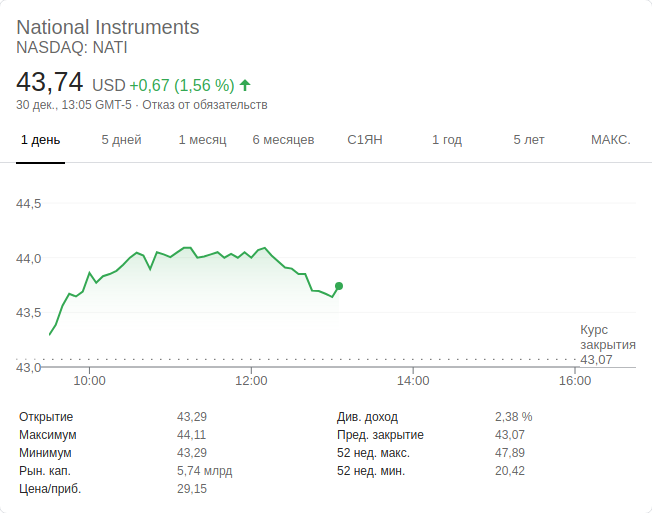 National Instruments
NASDAQ: NATI
43,74 USD +0,67 (1,56 %)
30 дек., 13:05 GMT-5 · Отказ от обязательств
1 день 5 дней 1 месяц 6 месяцев С1ЯН 1 год 5 лет МАКС.
44,5
44,0
43,5
43,0
Курс
закрытия
43,07
10:00 12:00 14:00 16:00
Открытие 43,29
Максимум 44,11
Минимум 43,29
Рын. кап. 5,74 млрд
Цена/приб. 29,15
Див. доход 2,38 %
Пред. закрытие 43,07
52 нед. макс. 47,89
52 нед. мин. 20,42